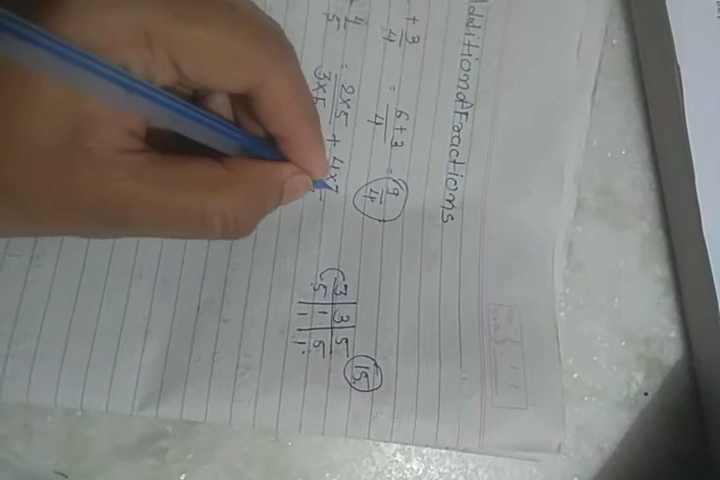 Addition of Fractions
+ 3/4 = 6+3/4 = 9/4
4/5 = 2×5/3×5 + 4×3
3 | 3, 5
5 | 1, 5
1, 1
15